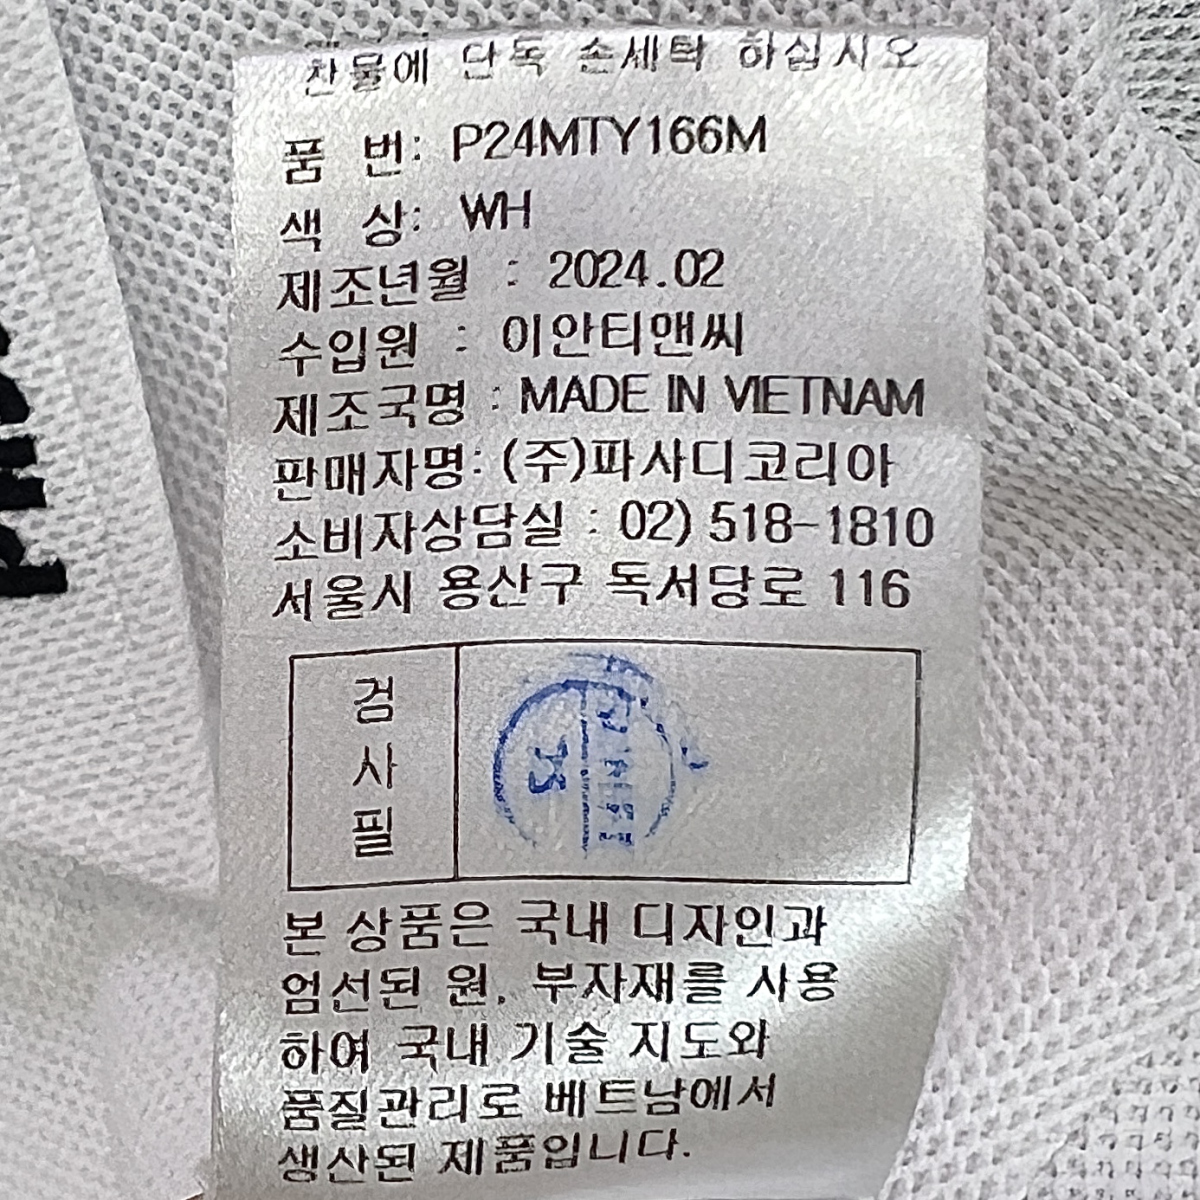 찬물에 단독 손세탁 하십시오
품 번: P24MTY166M
색 상: WH
제조년월 : 2024.02
수입원 : 이안티앤씨
제조국명 : MADE IN VIETNAM
판매자명: (주)파사디코리아
소비자상담실 : 02) 518-1810
서울시 용산구 독서당로 116
검
사
필
본 상품은 국내 디자인과
엄선된 원, 부자재를 사용
하여 국내 기술 지도와
품질관리로 베트남에서
생산된 제품입니다.